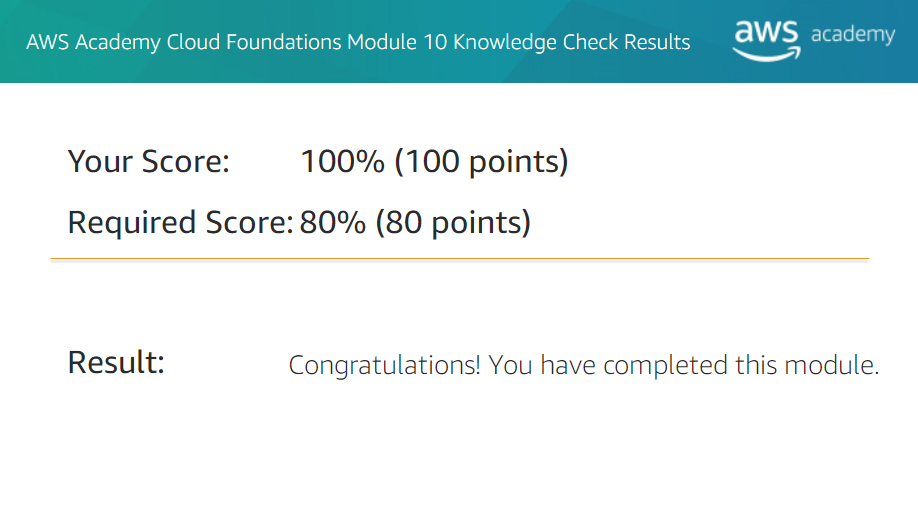 AWS Academy Cloud Foundations Module 10 Knowledge Check Results
aws academy
Your Score: 100% (100 points)
Required Score: 80% (80 points)
Result: Congratulations! You have completed this module.